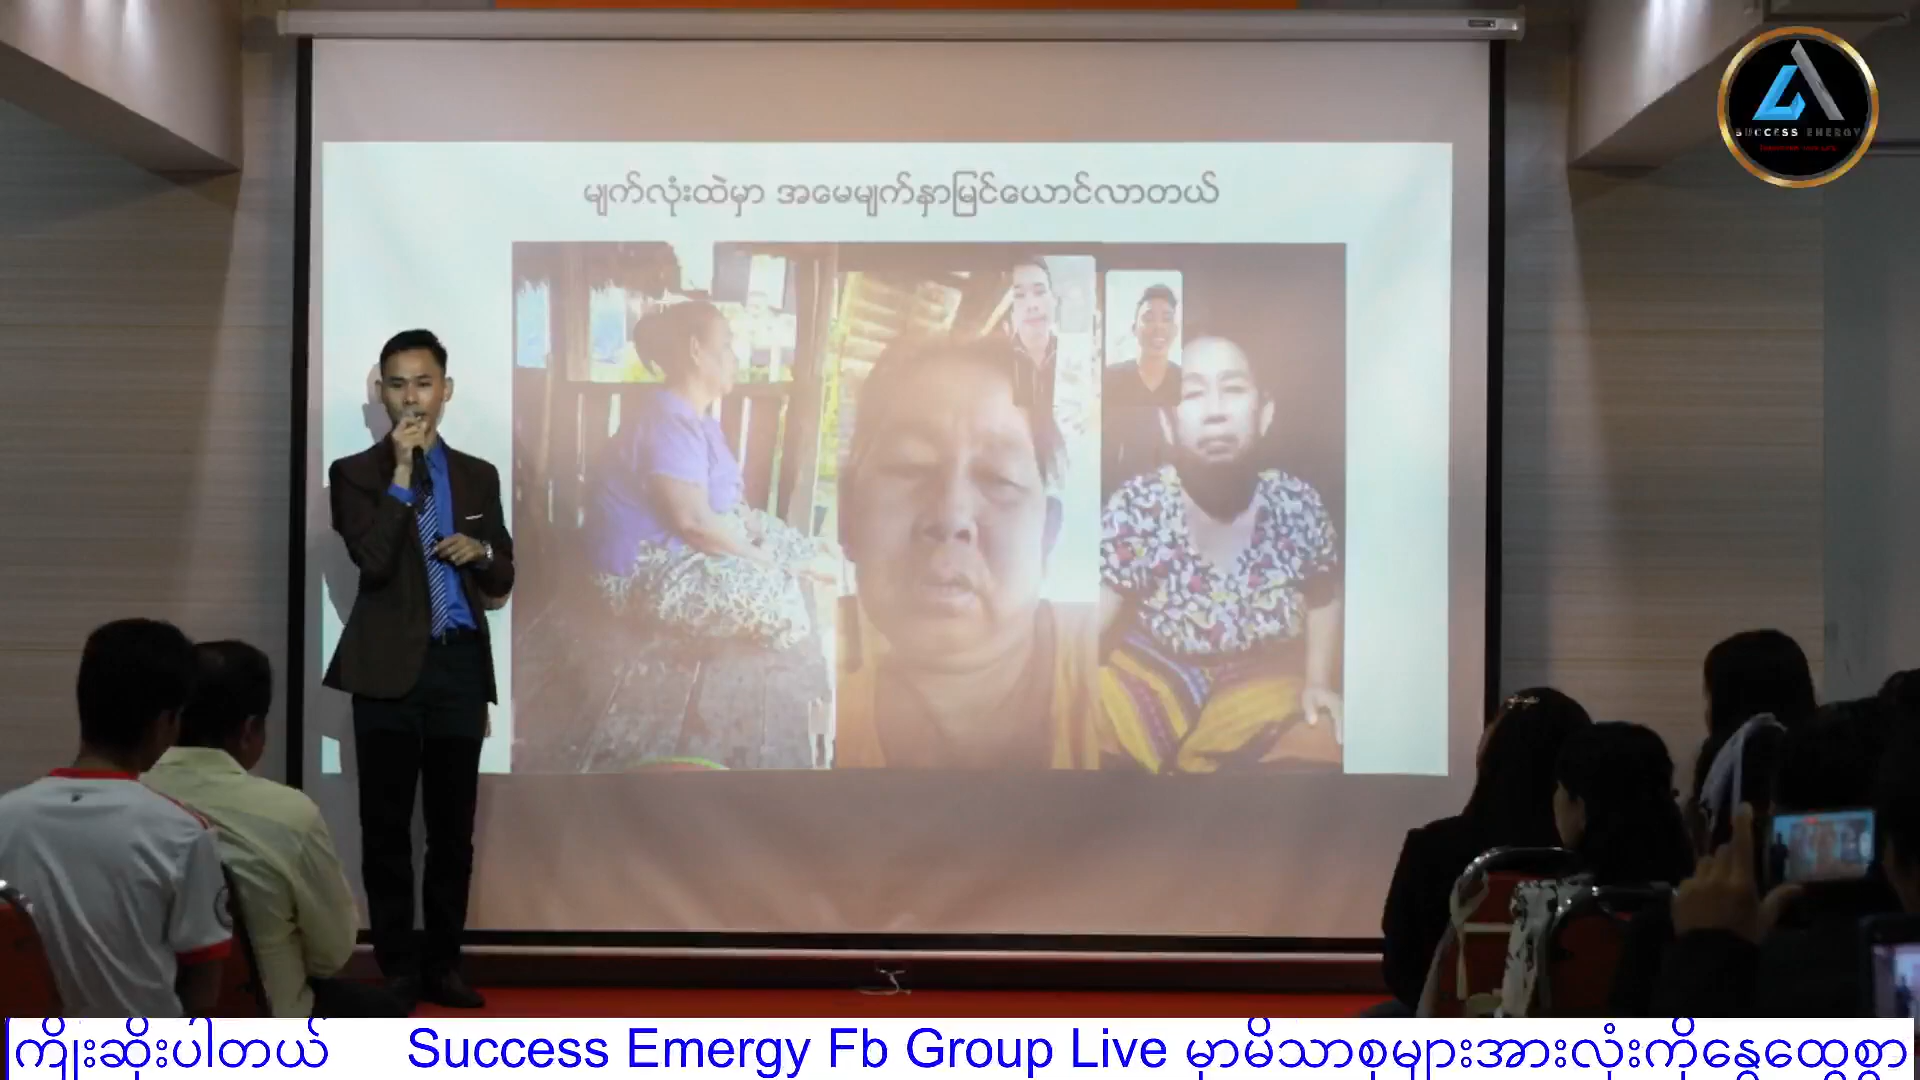 SUCCESS ENERGY
မျက်လုံးထဲမှာ အမေမျက်နှာမြင်ယောင်လာတယ်
ကြိုးဆိုးပါတယ် Success Emergy Fb Group Live မှာမိသာစုများအားလုံးကိုနွေထွေစွာ